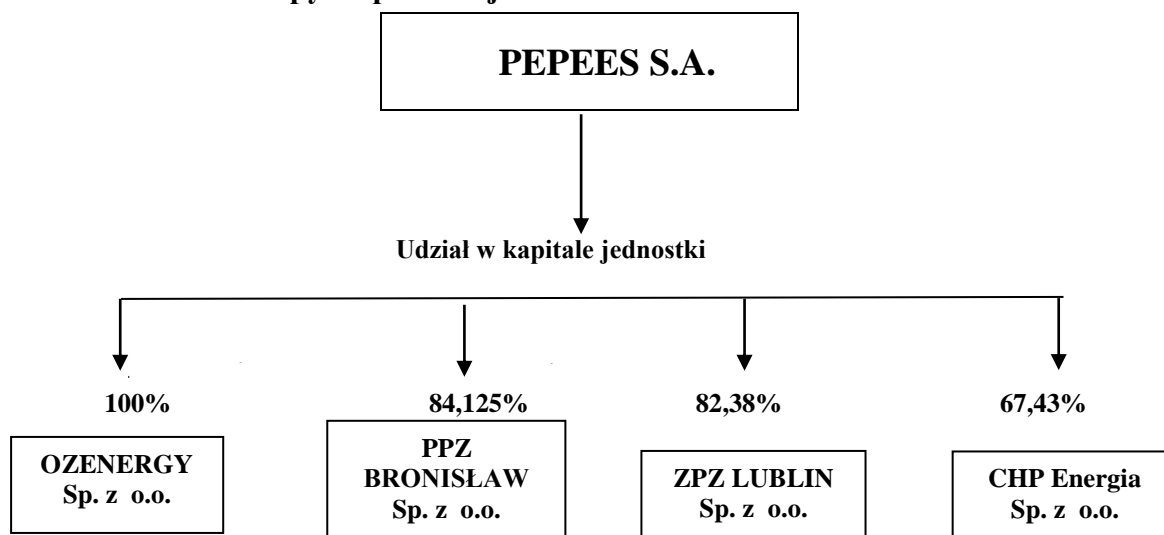 PEPEES S.A.
Udział w kapitale jednostki
100%
84,125%
82,38%
67,43%
OZENERGY
Sp. z o.o.
PPZ
BRONISŁAW
Sp. z o.o.
ZPZ LUBLIN
Sp. z o.o.
CHP Energia
Sp. z o.o.